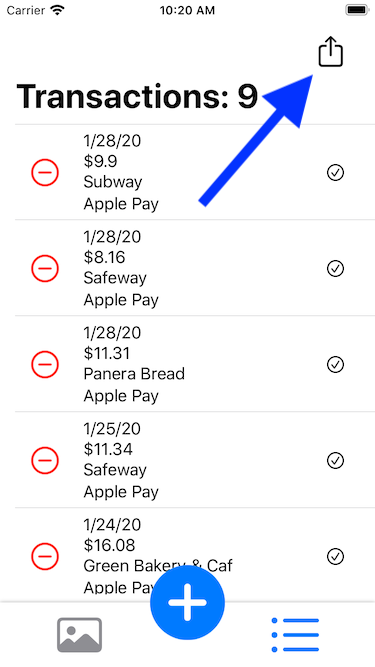 Carrier 10:20 AM
Transactions: 9
1/28/20
$9.9
Subway
Apple Pay
1/28/20
$8.16
Safeway
Apple Pay
1/28/20
$11.31
Panera Bread
Apple Pay
1/25/20
$11.34
Safeway
Apple Pay
1/24/20
$16.08
Green Bakery & Caf
Apple Pay